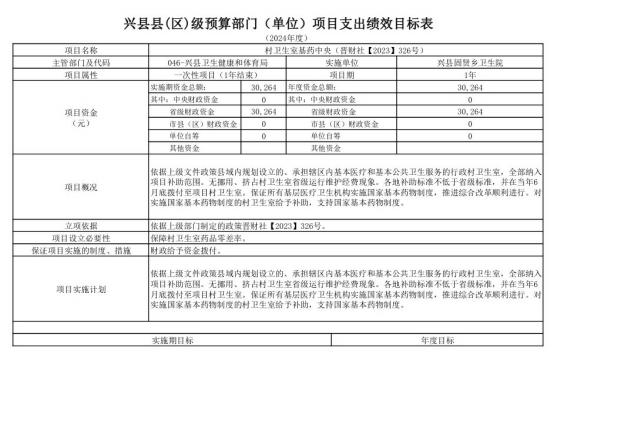 兴县县(区)级预算部门（单位）项目支出绩效目标表
（2024年度）
项目名称 村卫生室基药中央（晋财社【2023】326号）
主管部门及代码 046-兴县卫生健康和体育局 实施单位 兴县固贤乡卫生院
项目属性 一次性项目（1年结束） 项目期 1年
项目资金（元） 实施期资金总额: 30,264 年度资金总额: 30,264
其中: 中央财政资金 0 其中: 中央财政资金 0
省级财政资金 30,264 省级财政资金 30,264
市县（区）财政资金 0 市县（区）财政资金 0
单位自筹 0 单位自筹 0
其他资金 其他资金
项目概况
依据上级文件政策县域内规划设立的、承担辖区内基本医疗和基本公共卫生服务的行政村卫生室，全部纳入
项目补助范围。无挪用、挤占村卫生室省级运行维护经费现象。各地补助标准不低于省级标准，并在当年6
月底拨付至项目村卫生室，保证所有基层医疗卫生机构实施国家基本药物制度，推进综合改革顺利进行。对
实施国家基本药物制度的村卫生室给予补助，支持国家基本药物制度。
立项依据 依据上级部门制定的政策晋财社【2023】326号。
项目设立必要性 保障村卫生室药品零差率。
保证项目实施的制度、措施 财政给予资金拨付。
项目实施计划
依据上级文件政策县域内规划设立的、承担辖区内基本医疗和基本公共卫生服务的行政村卫生室，全部纳入
项目补助范围。无挪用、挤占村卫生室省级运行维护经费现象。各地补助标准不低于省级标准，并在当年6
月底拨付至项目村卫生室，保证所有基层医疗卫生机构实施国家基本药物制度，推进综合改革顺利进行。对
实施国家基本药物制度的村卫生室给予补助，支持国家基本药物制度。
实施期目标 年度目标